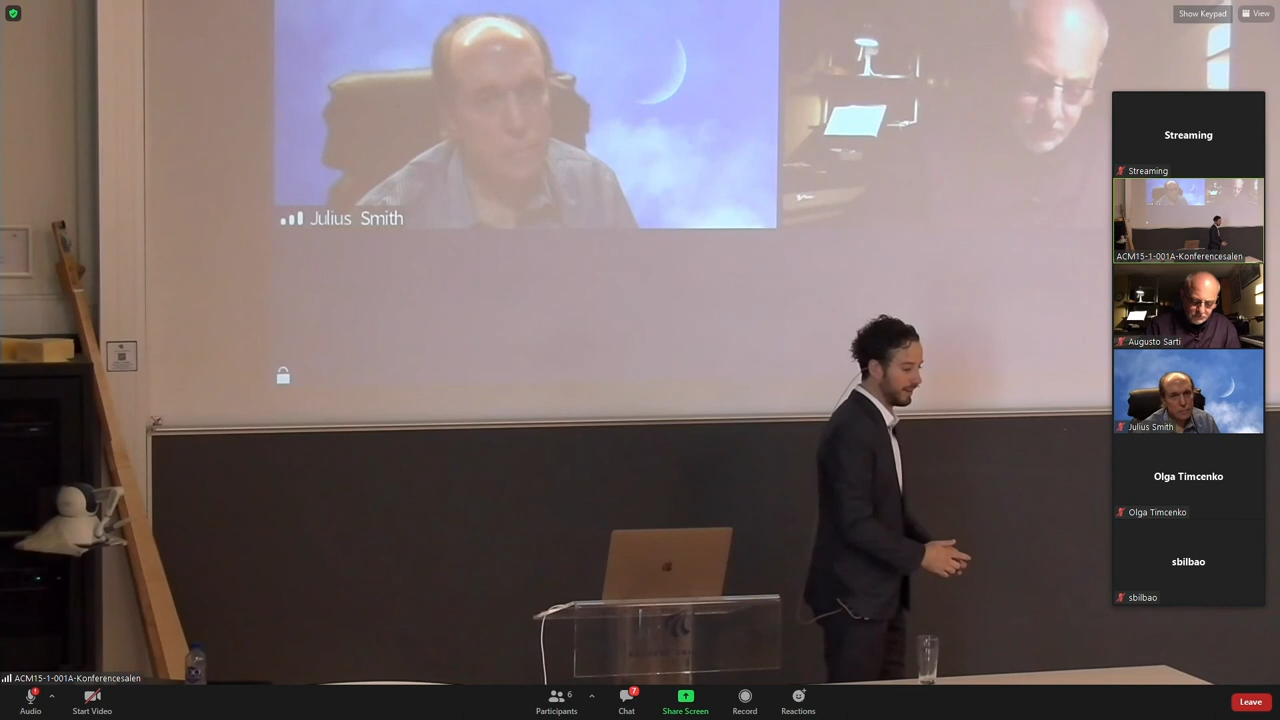 Show Keypad
View
Julius Smith
Streaming
Streaming
ACM15-1-001A-Konferencesalen
Augusto Sarti
Julius Smith
Olga Timcenko
Olga Timcenko
sbilbao
sbilbao
ACM15-1-001A-Konferencesalen
Audio
Start Video
Participants
6
Chat
7
Share Screen
Record
Reactions
Leave